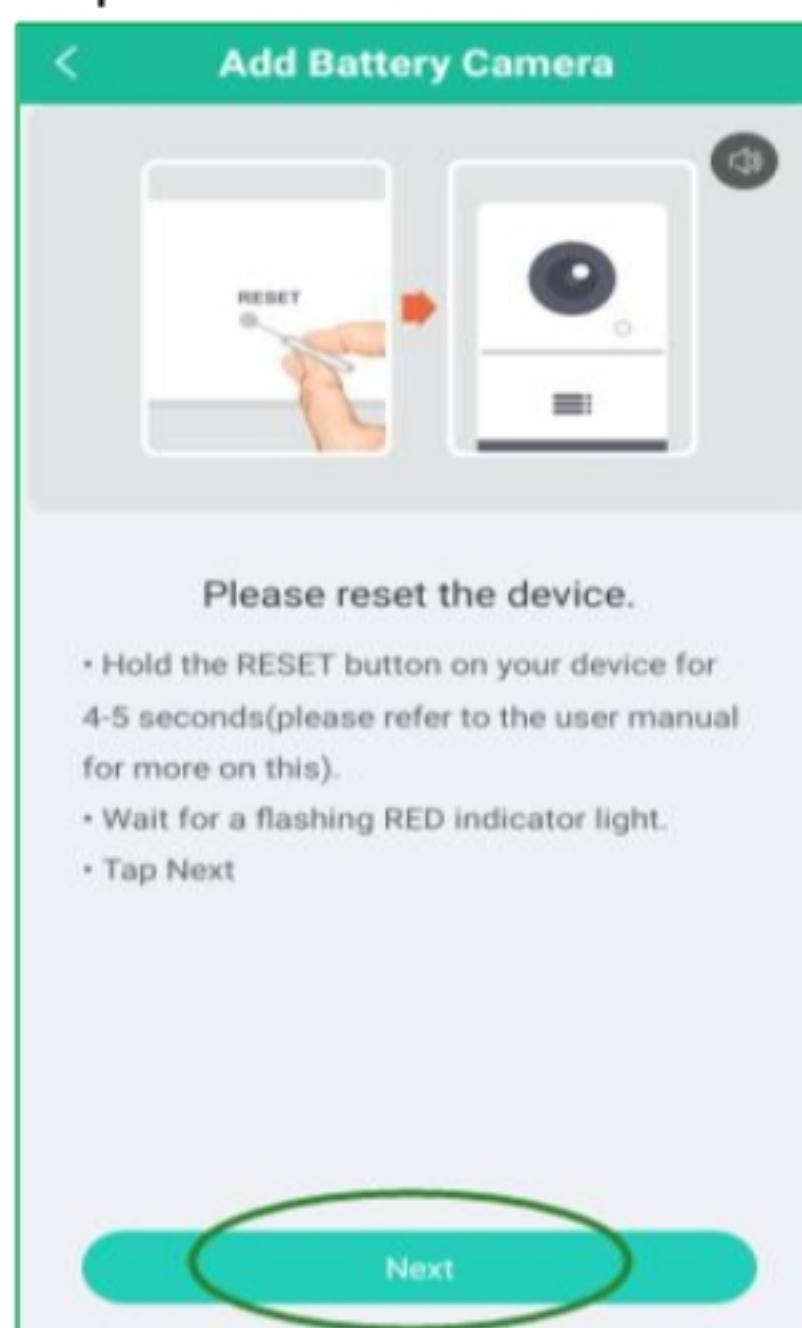 Add Battery Camera
RESET
Please reset the device.
• Hold the RESET button on your device for
4-5 seconds(please refer to the user manual
for more on this).
• Wait for a flashing RED indicator light.
• Tap Next
Next